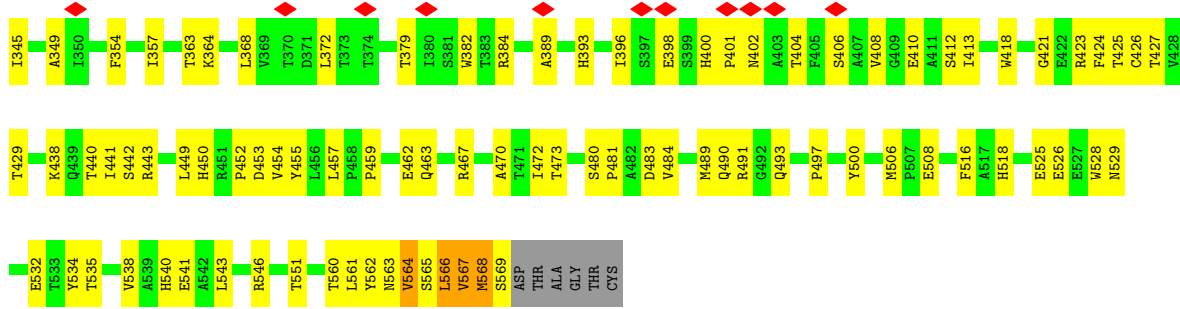 I345 A349 I350 F354 I357 T363 K364 L368 V369 T370 D371 L372 T373 T374 T379 I380 S381 W382 T383 R384 A389 H393 I396 S397 E398 S399 H400 P401 N402 A403 T404 F405 S406 A407 V408 G409 E410 A411 S412 I413 W418 G421 E422 R423 F424 T425 C426 T427 V428
T429 K438 Q439 T440 I441 S442 R443 L449 H450 R451 P452 D453 V454 Y455 L456 L457 P458 P459 E462 Q463 R467 A470 T471 I472 T473 S480 P481 A482 D483 V484 M489 Q490 R491 G492 Q493 P497 Y500 M506 P507 E508 F516 A517 H518 E525 E526 E527 W528 N529
E532 T533 Y534 T535 V538 A539 H540 E541 A542 L543 R546 T551 T560 L561 Y562 N563 V564 S565 L566 V567 M568 S569 ASP THR ALA GLY THR CYS